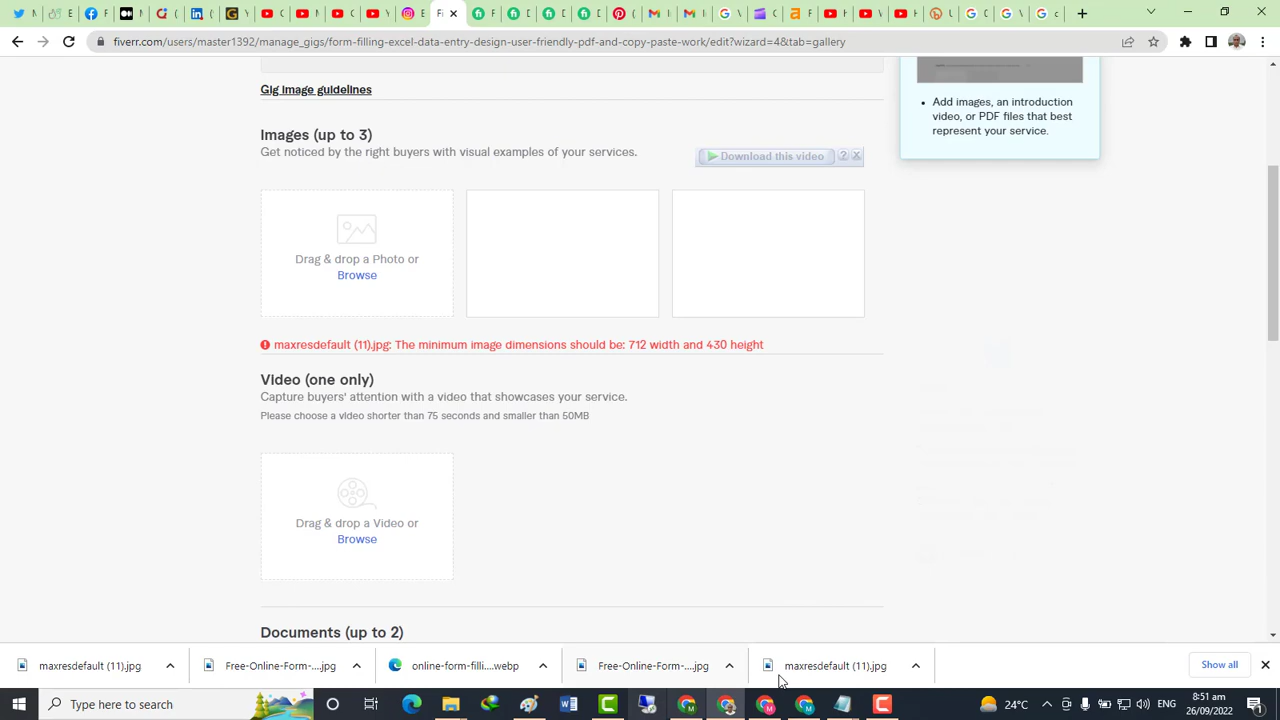 N
C
F
M
C
L
Y
C
M
C
Y
I
Fi
F
D
D
D
P
M
M
C
F
Y
V
H
U
C
V
c
fiverr.com/users/master1392/manage_gigs/form-filling-excel-data-entry-design-user-friendly-pdf-and-copy-paste-work/edit?wizard=4&tab=gallery
Gig image guidelines
Add images, an introduction
video, or PDF files that best
represent your service.
Images (up to 3)
Get noticed by the right buyers with visual examples of your services.
Download this video
Drag & drop a Photo or
Browse
maxresdefault (11).jpg: The minimum image dimensions should be: 712 width and 430 height
Video (one only)
Capture buyers' attention with a video that showcases your service.
Please choose a video shorter than 75 seconds and smaller than 50MB
Drag & drop a Video or
Browse
Documents (up to 2)
maxresdefault (11).jpg
Free-Online-Form-....jpg
online-form-filli....webp
Free-Online-Form-....jpg
maxresdefault (11).jpg
Show all
Type here to search
24°C
ENG
8:51 am
26/09/2022